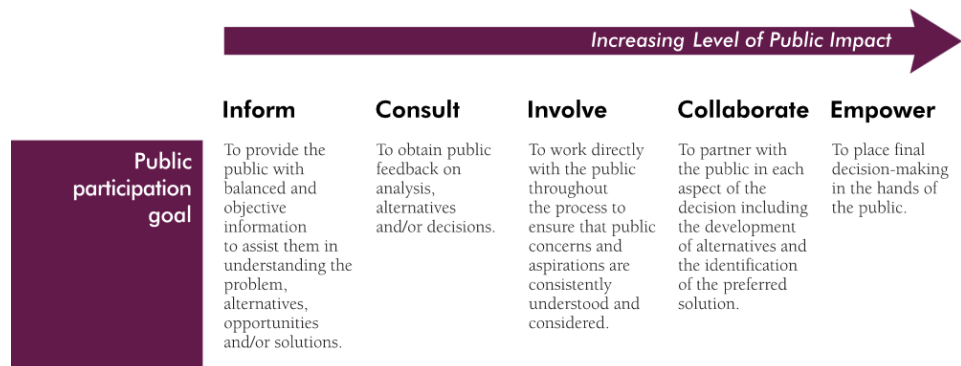 Increasing Level of Public Impact
Inform
Consult
Involve
Collaborate
Empower
Public
participation
goal
To provide the
public with
balanced and
objective
information
to assist them in
understanding the
problem,
alternatives,
opportunities
and/or solutions.
To obtain public
feedback on
analysis,
alternatives
and/or decisions.
To work directly
with the public
throughout
the process to
ensure that public
concerns and
aspirations are
consistently
understood and
considered.
To partner with
the public in each
aspect of the
decision including
the development
of alternatives and
the identification
of the preferred
solution.
To place final
decision-making
in the hands of
the public.